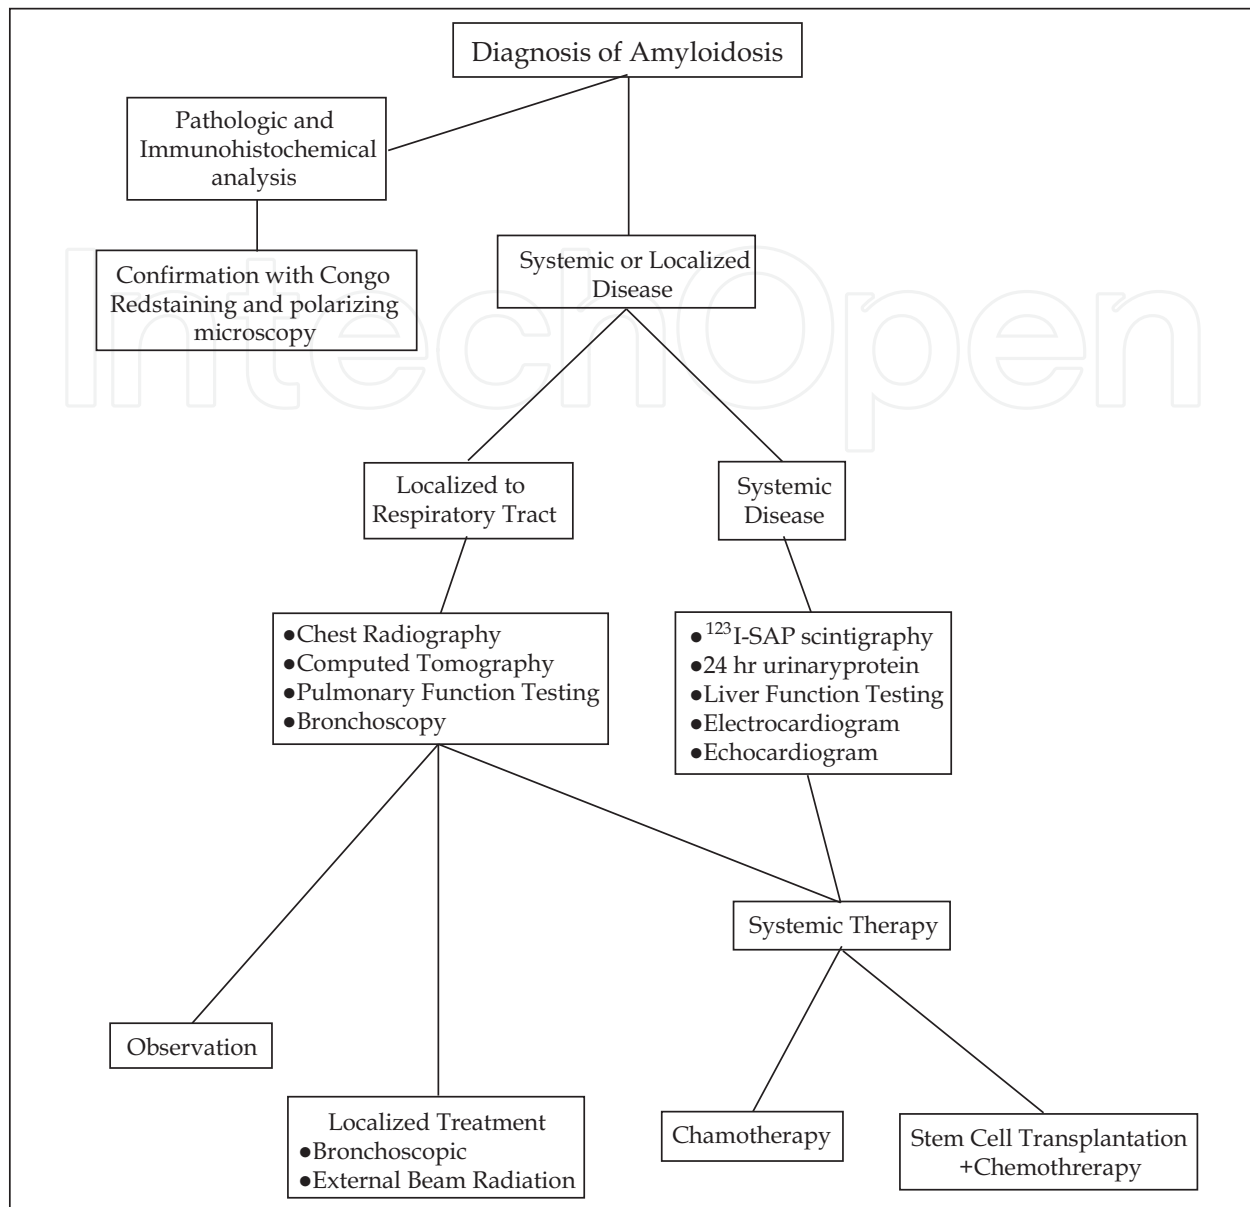 Diagnosis of Amyloidosis
Pathologic and
Immunohistochemical
analysis
Confirmation with Congo
Redstaining and polarizing
microscopy
Systemic or Localized
Disease
IntechOpen
Localized to
Respiratory Tract
Systemic
Disease
●Chest Radiography
●Computed Tomography
●Pulmonary Function Testing
●Bronchoscopy
●¹²³I-SAP scintigraphy
●24 hr urinaryprotein
●Liver Function Testing
●Electrocardiogram
●Echocardiogram
Systemic Therapy
Observation
Localized Treatment
●Bronchoscopic
●External Beam Radiation
Chamotherapy
Stem Cell Transplantation
+Chemothrerapy